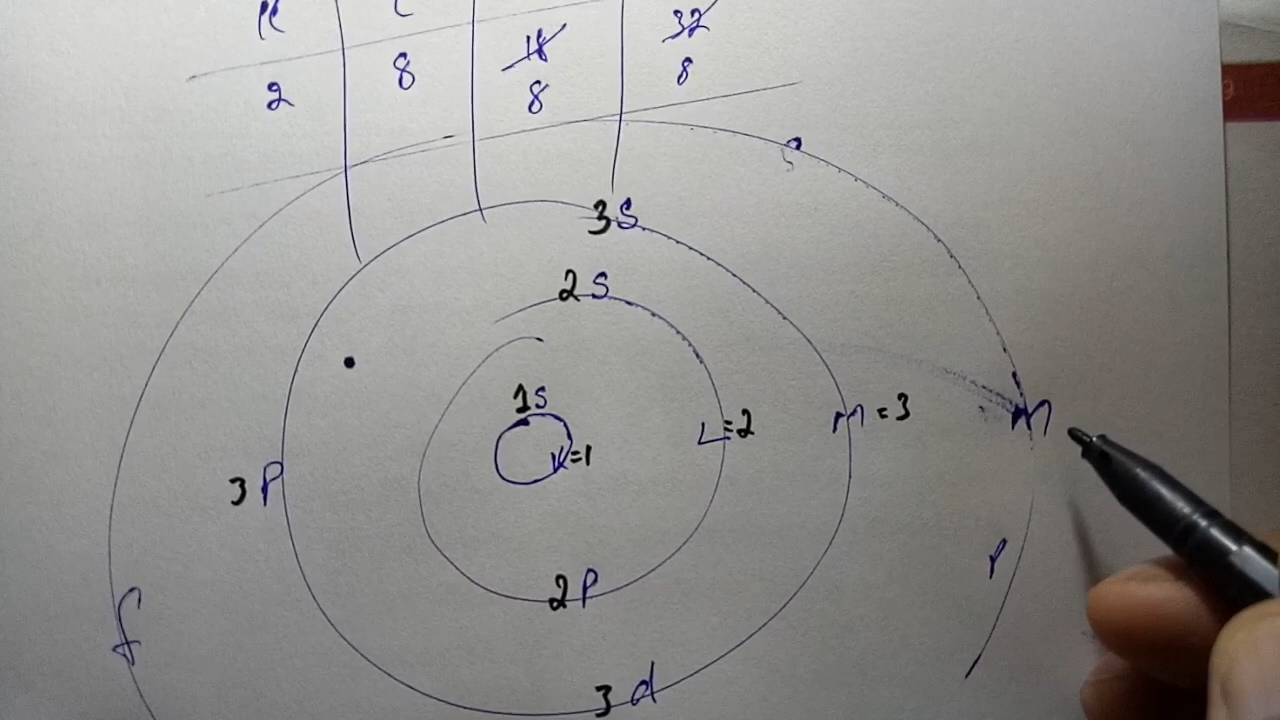 K L
18 32
2 8 8 8
s
3s
2s
1s
K=1 L=2 m=3 n
3p
p
2p
f
3d